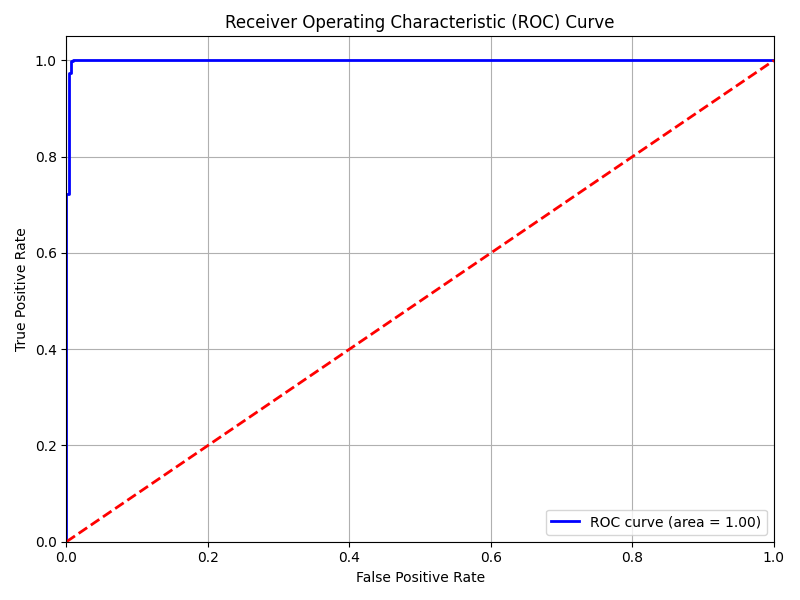 Receiver Operating Characteristic (ROC) Curve
1.0
0.8
0.6
0.4
0.2
0.0
True Positive Rate
ROC curve (area = 1.00)
0.0 0.2 0.4 0.6 0.8 1.0
False Positive Rate